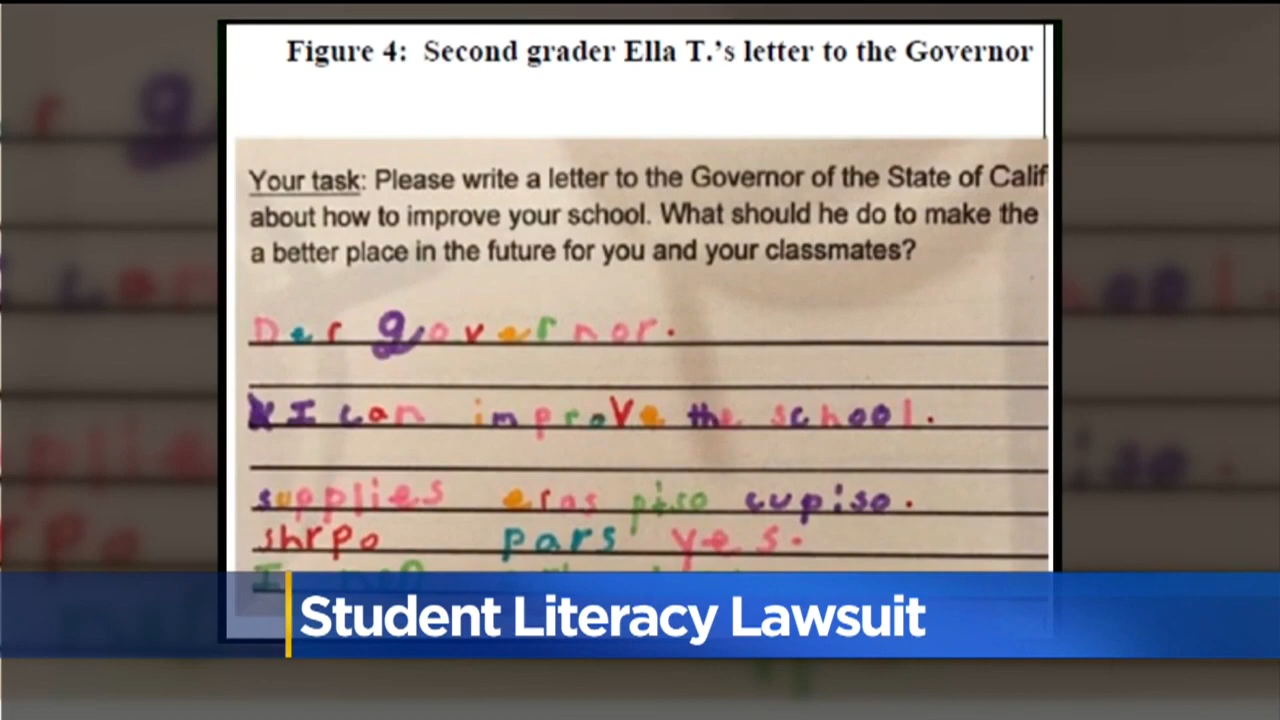 Figure 4: Second grader Ella T.'s letter to the Governor
Your task: Please write a letter to the Governor of the State of Calif
about how to improve your school. What should he do to make the
a better place in the future for you and your classmates?
Der governor.
I can improve the school.
supplies eras pico cupise.
shrpo pars yes.
I
Student Literacy Lawsuit